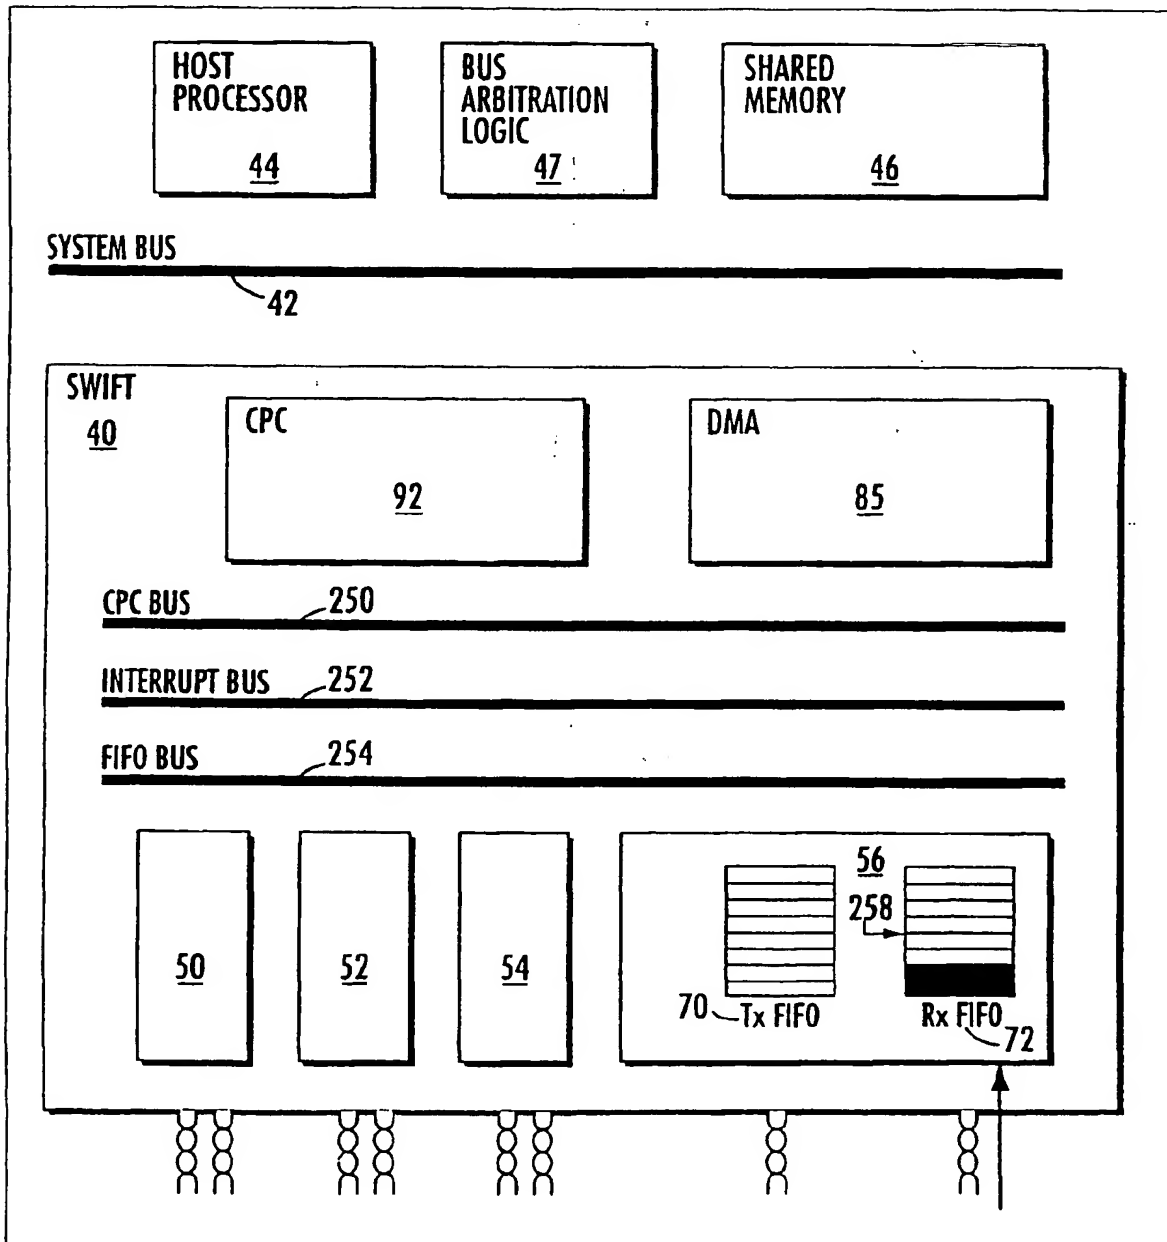 HOST
PROCESSOR
44
BUS
ARBITRATION
LOGIC
47
SHARED
MEMORY
46
SYSTEM BUS
42
SWIFT
40
CPC
92
DMA
85
CPC BUS
250
INTERRUPT BUS
252
FIFO BUS
254
50
52
54
56
258
70
Tx FIFO
Rx FIFO
72